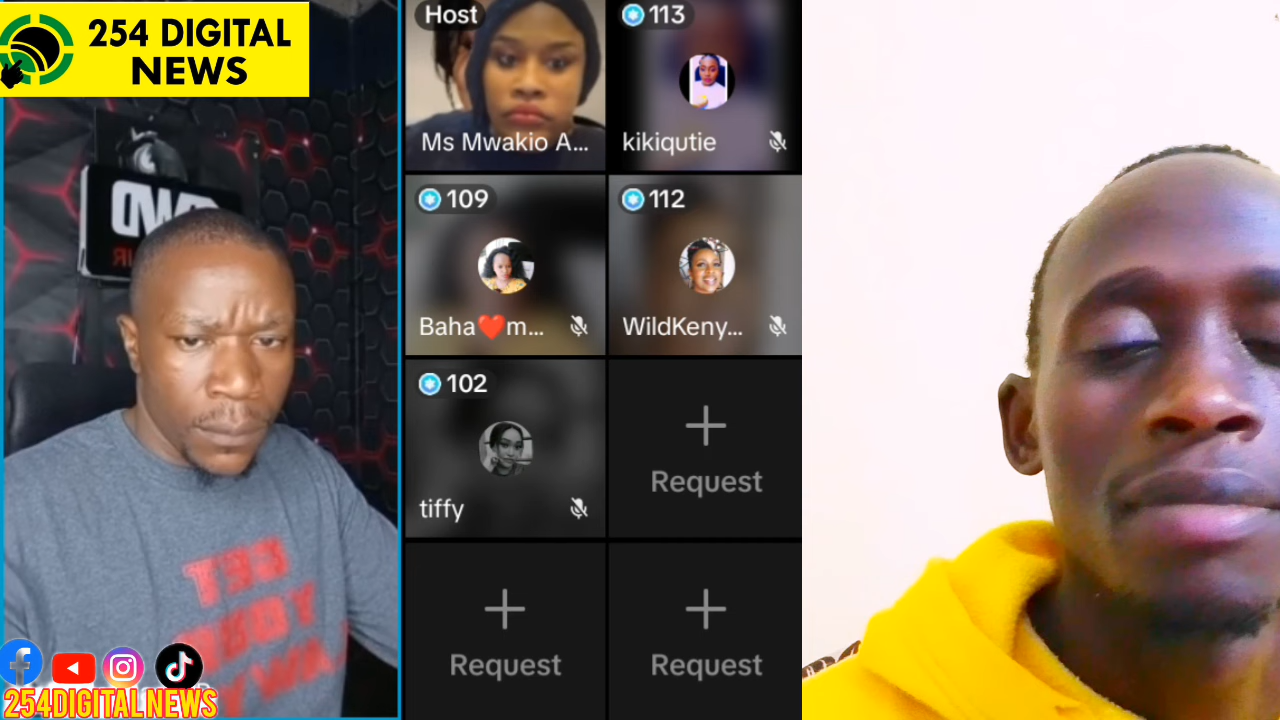 254 DIGITAL
NEWS
Host
Ms Mwakio A...
113
kikiqutie
109
Baha❤️m...
112
WildKeny...
102
tiffy
Request
Request
Request
254DIGITALNEWS